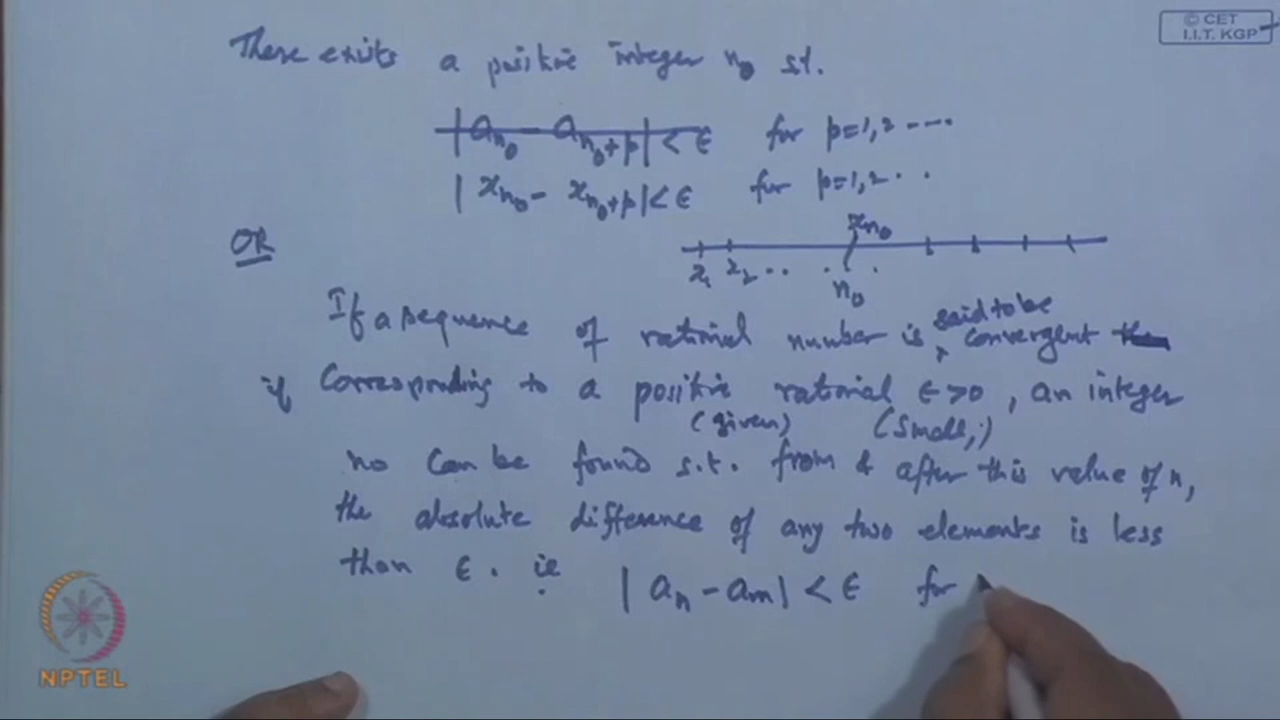 © CET
I.I.T. KGP
There exists a positive integer n₀ st.
|a_{n₀} - a_{n₀+p}| < ε for p=1,2 ----
|x_{n₀} - x_{n₀+p}| < ε for p=1,2 . .
OR
x_{n₀}
x₁ x₂ .. . . n₀
If a sequence of rational number is said to be convergent
if Corresponding to a positive rational ε>0, an integer
(given) (Small,)
no can be found s.t. from & after this value of n,
the absolute difference of any two elements is less
than ε. ie |a_n - a_m| < ε for
NPTEL